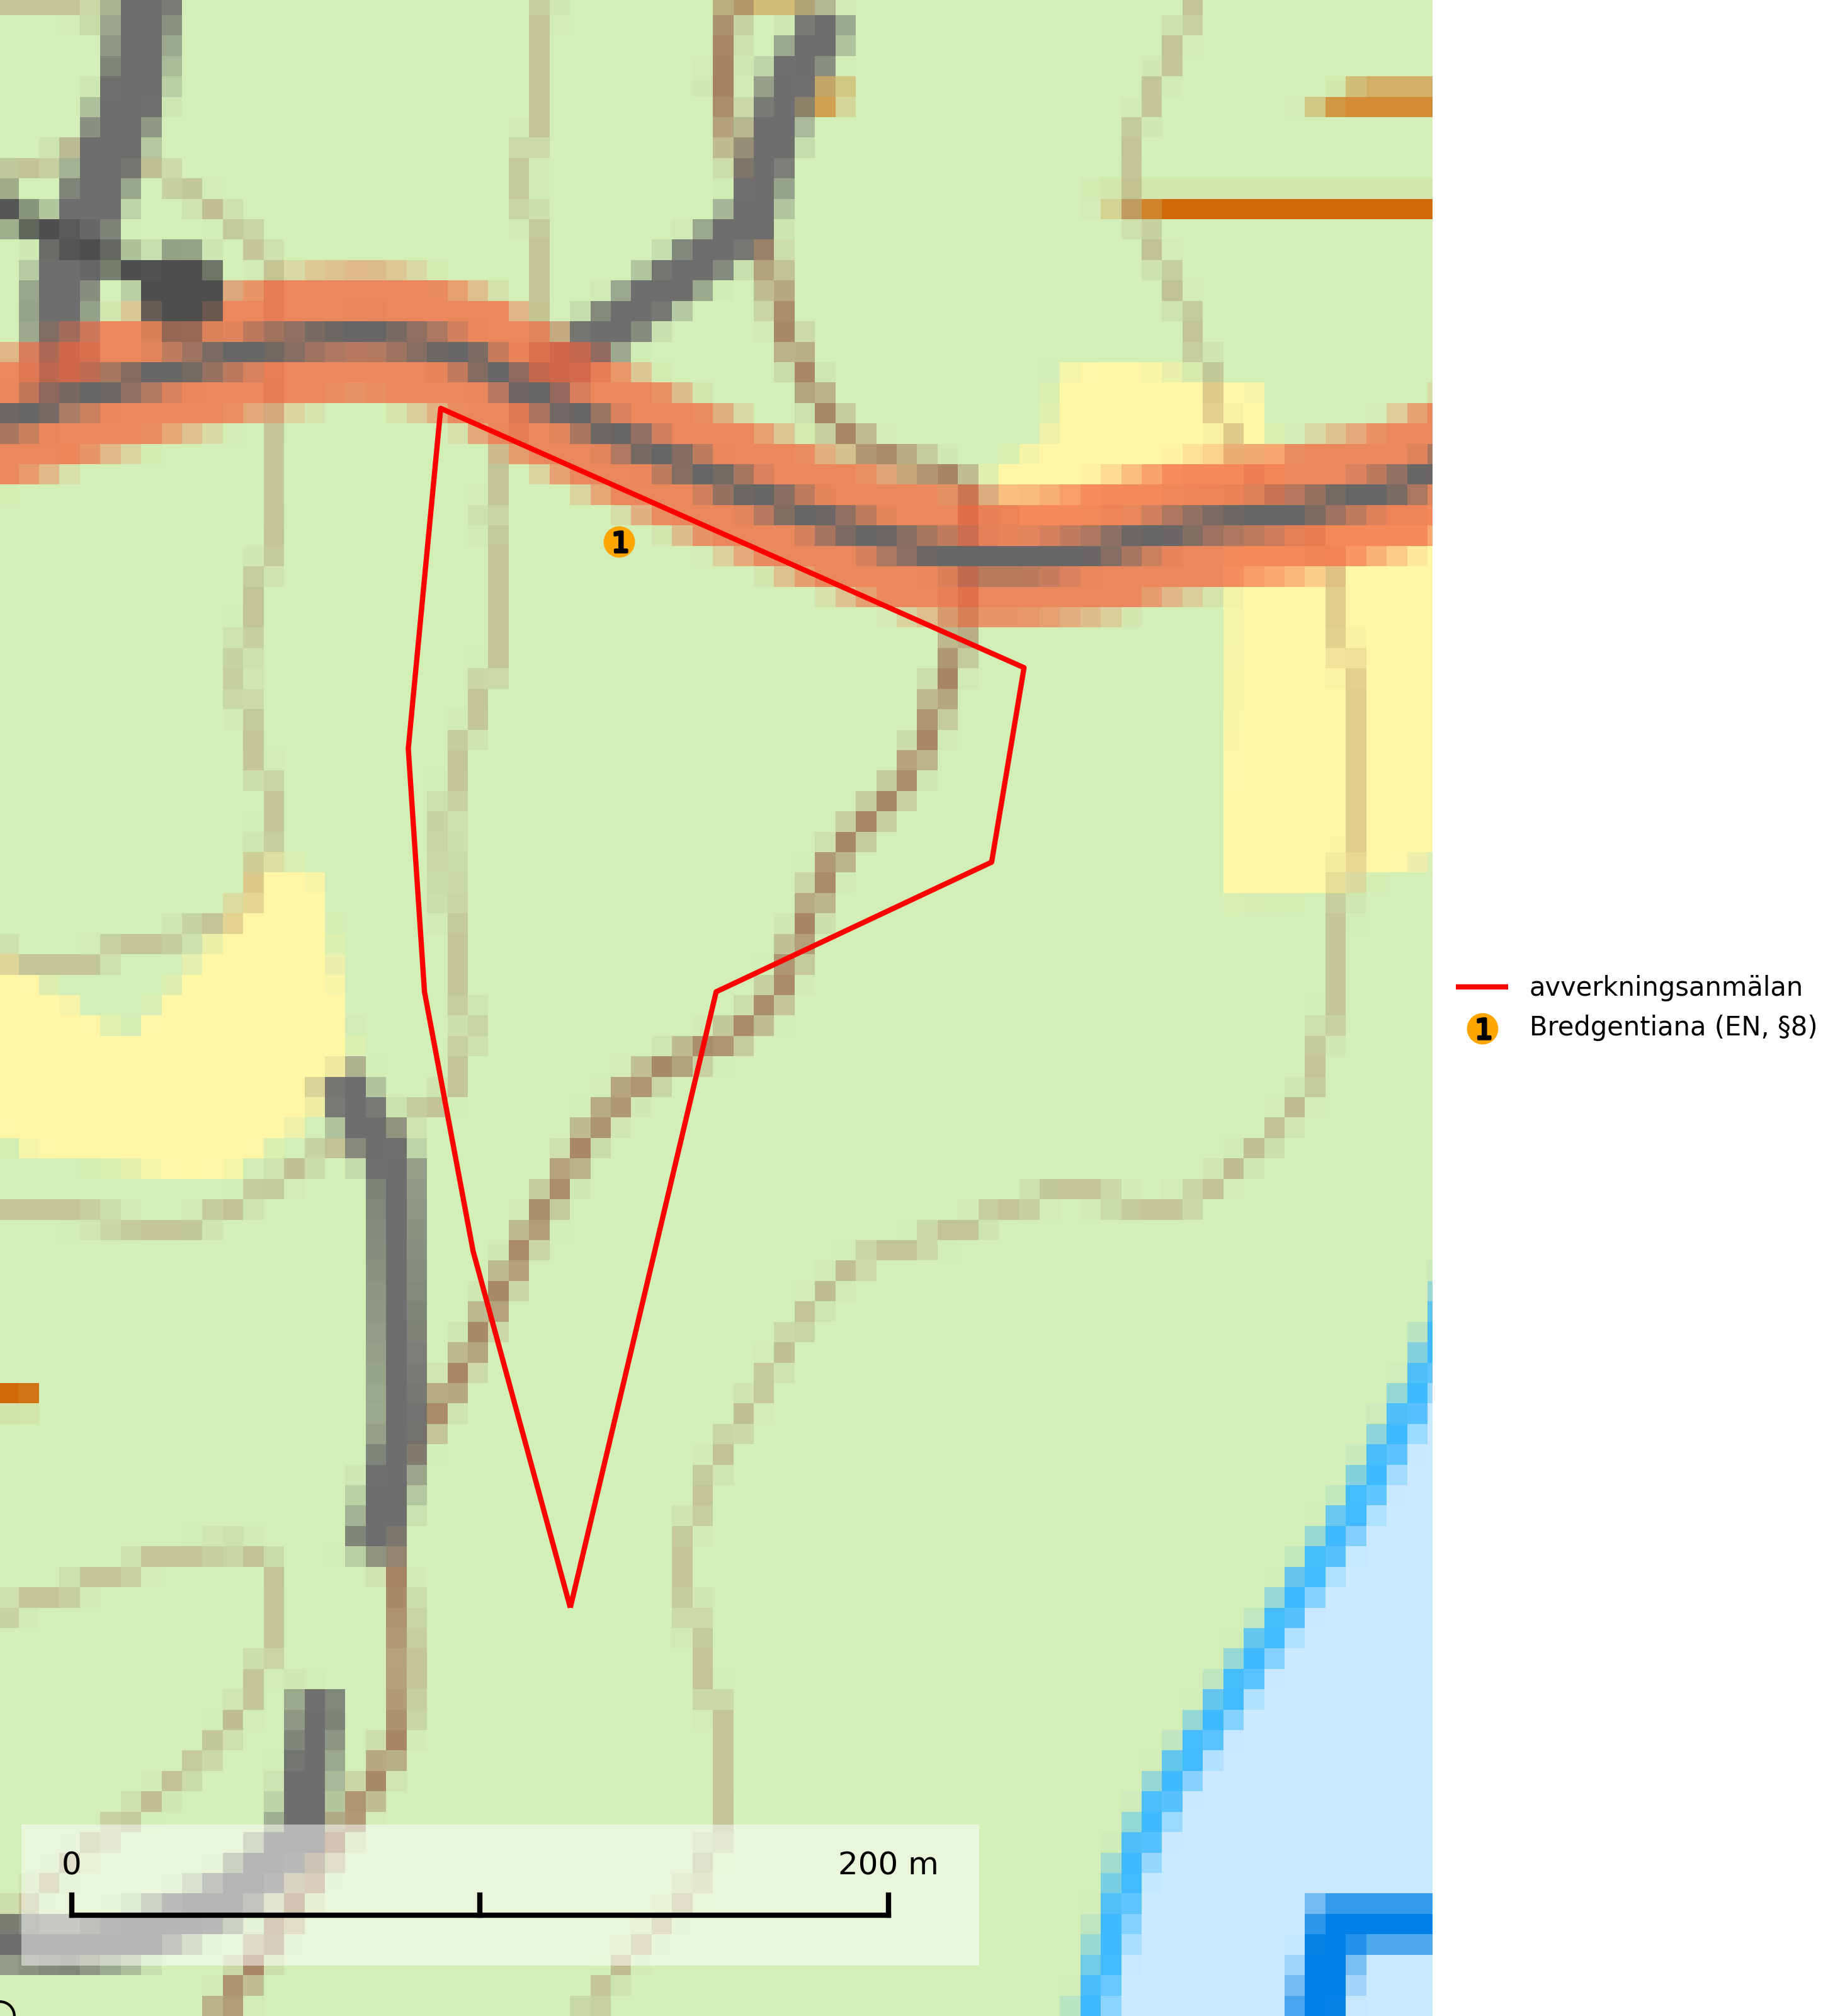 1
avverkningsanmälan
1 Bredgentiana (EN, §8)
0 200 m